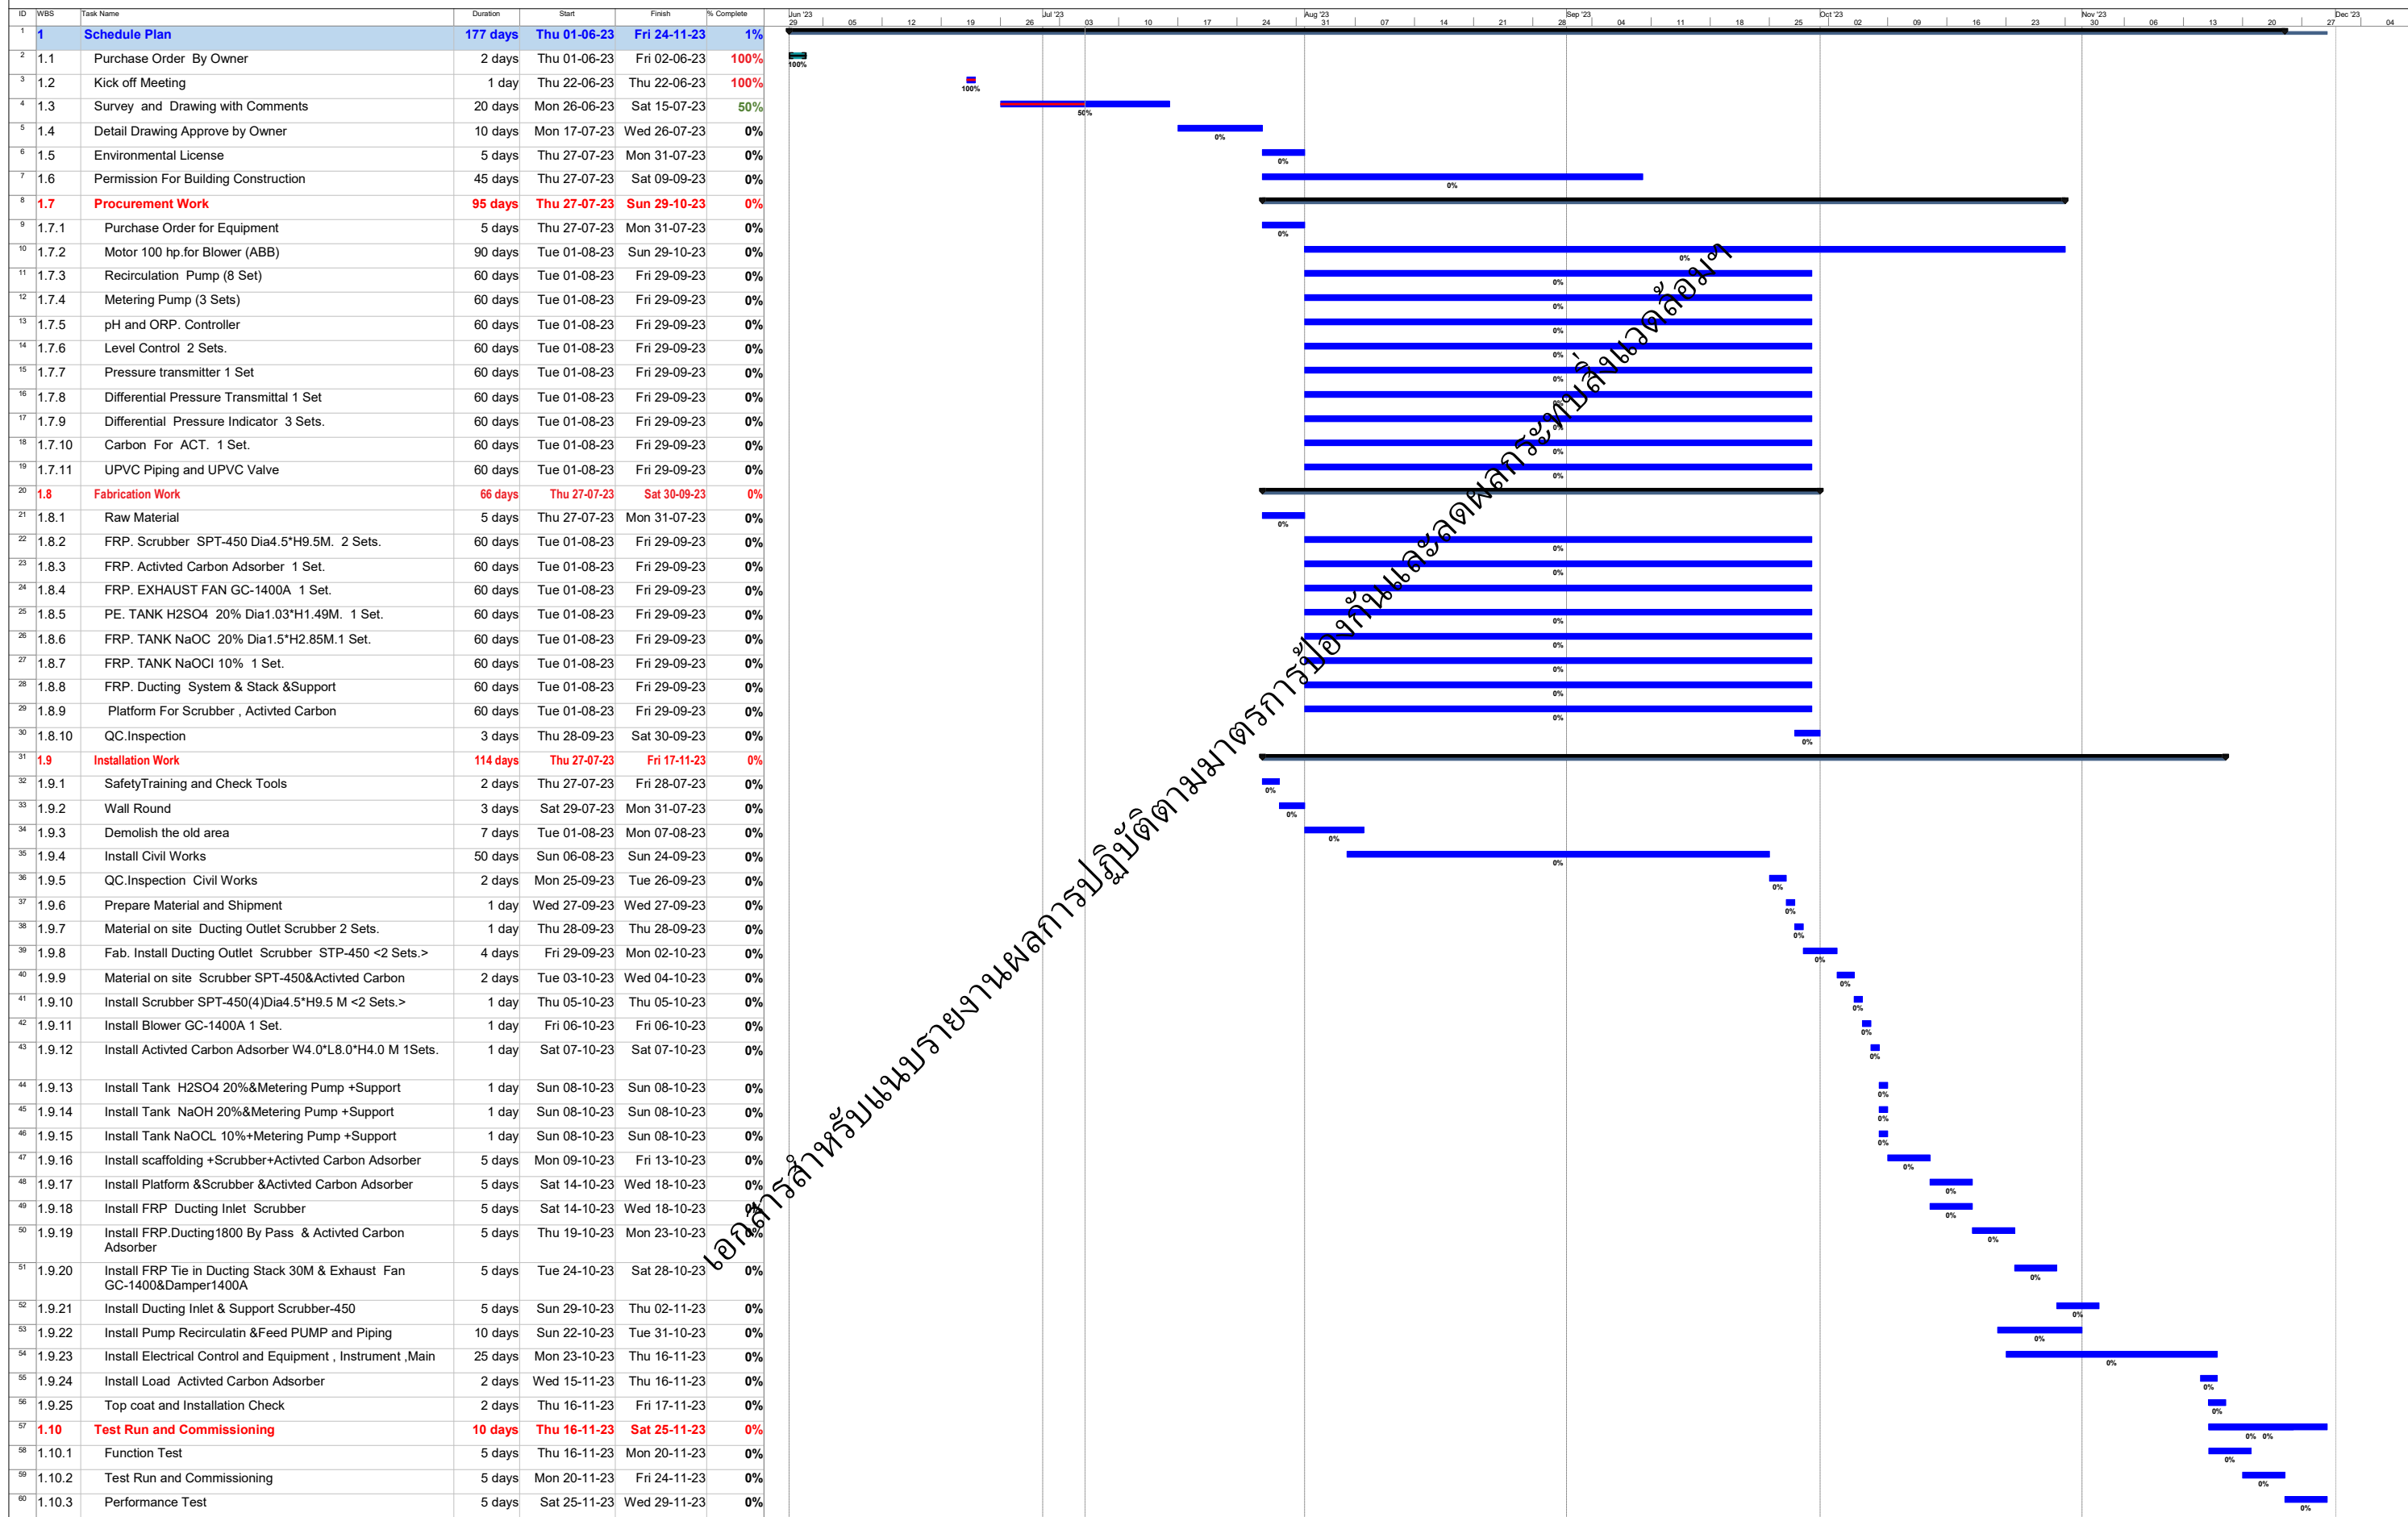 ID WBS Task Name Duration Start Finish % Complete Jun '23 Jul '23 Aug '23 Sep '23 Oct '23 Nov '23 Dec '23
29 05 12 19 26 03 10 17 24 31 07 14 21 28 04 11 18 25 02 09 16 23 30 06 13 20 27 04
1 1 Schedule Plan 177 days Thu 01-06-23 Fri 24-11-23 1%
2 1.1 Purchase Order By Owner 2 days Thu 01-06-23 Fri 02-06-23 100% 100%
3 1.2 Kick off Meeting 1 day Thu 22-06-23 Thu 22-06-23 100% 100%
4 1.3 Survey and Drawing with Comments 20 days Mon 26-06-23 Sat 15-07-23 50% 50%
5 1.4 Detail Drawing Approve by Owner 10 days Mon 17-07-23 Wed 26-07-23 0% 0%
6 1.5 Environmental License 5 days Thu 27-07-23 Mon 31-07-23 0% 0%
7 1.6 Permission For Building Construction 45 days Thu 27-07-23 Sat 09-09-23 0% 0%
8 1.7 Procurement Work 95 days Thu 27-07-23 Sun 29-10-23 0%
9 1.7.1 Purchase Order for Equipment 5 days Thu 27-07-23 Mon 31-07-23 0% 0%
10 1.7.2 Motor 100 hp.for Blower (ABB) 90 days Tue 01-08-23 Sun 29-10-23 0% 0%
11 1.7.3 Recirculation Pump (8 Set) 60 days Tue 01-08-23 Fri 29-09-23 0% 0%
12 1.7.4 Metering Pump (3 Sets) 60 days Tue 01-08-23 Fri 29-09-23 0% 0%
13 1.7.5 pH and ORP. Controller 60 days Tue 01-08-23 Fri 29-09-23 0% 0%
14 1.7.6 Level Control 2 Sets. 60 days Tue 01-08-23 Fri 29-09-23 0% 0%
15 1.7.7 Pressure transmitter 1 Set 60 days Tue 01-08-23 Fri 29-09-23 0% 0%
16 1.7.8 Differential Pressure Transmittal 1 Set 60 days Tue 01-08-23 Fri 29-09-23 0% 0%
17 1.7.9 Differential Pressure Indicator 3 Sets. 60 days Tue 01-08-23 Fri 29-09-23 0% 0%
18 1.7.10 Carbon For ACT. 1 Set. 60 days Tue 01-08-23 Fri 29-09-23 0% 0%
19 1.7.11 UPVC Piping and UPVC Valve 60 days Tue 01-08-23 Fri 29-09-23 0% 0%
20 1.8 Fabrication Work 66 days Thu 27-07-23 Sat 30-09-23 0%
21 1.8.1 Raw Material 5 days Thu 27-07-23 Mon 31-07-23 0% 0%
22 1.8.2 FRP. Scrubber SPT-450 Dia4.5*H9.5M. 2 Sets. 60 days Tue 01-08-23 Fri 29-09-23 0% 0%
23 1.8.3 FRP. Activted Carbon Adsorber 1 Set. 60 days Tue 01-08-23 Fri 29-09-23 0% 0%
24 1.8.4 FRP. EXHAUST FAN GC-1400A 1 Set. 60 days Tue 01-08-23 Fri 29-09-23 0% 0%
25 1.8.5 PE. TANK H2SO4 20% Dia1.03*H1.49M. 1 Set. 60 days Tue 01-08-23 Fri 29-09-23 0% 0%
26 1.8.6 FRP. TANK NaOC 20% Dia1.5*H2.85M.1 Set. 60 days Tue 01-08-23 Fri 29-09-23 0% 0%
27 1.8.7 FRP. TANK NaOCl 10% 1 Set. 60 days Tue 01-08-23 Fri 29-09-23 0% 0%
28 1.8.8 FRP. Ducting System & Stack &Support 60 days Tue 01-08-23 Fri 29-09-23 0% 0%
29 1.8.9 Platform For Scrubber , Activted Carbon 60 days Tue 01-08-23 Fri 29-09-23 0% 0%
30 1.8.10 QC.Inspection 3 days Thu 28-09-23 Sat 30-09-23 0% 0%
31 1.9 Installation Work 114 days Thu 27-07-23 Fri 17-11-23 0%
32 1.9.1 SafetyTraining and Check Tools 2 days Thu 27-07-23 Fri 28-07-23 0% 0%
33 1.9.2 Wall Round 3 days Sat 29-07-23 Mon 31-07-23 0% 0%
34 1.9.3 Demolish the old area 7 days Tue 01-08-23 Mon 07-08-23 0% 0%
35 1.9.4 Install Civil Works 50 days Sun 06-08-23 Sun 24-09-23 0% 0%
36 1.9.5 QC.Inspection Civil Works 2 days Mon 25-09-23 Tue 26-09-23 0% 0%
37 1.9.6 Prepare Material and Shipment 1 day Wed 27-09-23 Wed 27-09-23 0% 0%
38 1.9.7 Material on site Ducting Outlet Scrubber 2 Sets. 1 day Thu 28-09-23 Thu 28-09-23 0% 0%
39 1.9.8 Fab. Install Ducting Outlet Scrubber STP-450 <2 Sets.> 4 days Fri 29-09-23 Mon 02-10-23 0% 0%
40 1.9.9 Material on site Scrubber SPT-450&Activted Carbon 2 days Tue 03-10-23 Wed 04-10-23 0% 0%
41 1.9.10 Install Scrubber SPT-450(4)Dia4.5*H9.5 M <2 Sets.> 1 day Thu 05-10-23 Thu 05-10-23 0% 0%
42 1.9.11 Install Blower GC-1400A 1 Set. 1 day Fri 06-10-23 Fri 06-10-23 0% 0%
43 1.9.12 Install Activted Carbon Adsorber W4.0*L8.0*H4.0 M 1Sets. 1 day Sat 07-10-23 Sat 07-10-23 0% 0%
44 1.9.13 Install Tank H2SO4 20%&Metering Pump +Support 1 day Sun 08-10-23 Sun 08-10-23 0% 0%
45 1.9.14 Install Tank NaOH 20%&Metering Pump +Support 1 day Sun 08-10-23 Sun 08-10-23 0% 0%
46 1.9.15 Install Tank NaOCL 10%+Metering Pump +Support 1 day Sun 08-10-23 Sun 08-10-23 0% 0%
47 1.9.16 Install scaffolding +Scrubber+Activted Carbon Adsorber 5 days Mon 09-10-23 Fri 13-10-23 0% 0%
48 1.9.17 Install Platform &Scrubber &Activted Carbon Adsorber 5 days Sat 14-10-23 Wed 18-10-23 0% 0%
49 1.9.18 Install FRP Ducting Inlet Scrubber 5 days Sat 14-10-23 Wed 18-10-23 0% 0%
50 1.9.19 Install FRP.Ducting1800 By Pass & Activted Carbon 5 days Thu 19-10-23 Mon 23-10-23 0% 0%
Adsorber
51 1.9.20 Install FRP Tie in Ducting Stack 30M & Exhaust Fan 5 days Tue 24-10-23 Sat 28-10-23 0% 0%
GC-1400&Damper1400A
52 1.9.21 Install Ducting Inlet & Support Scrubber-450 5 days Sun 29-10-23 Thu 02-11-23 0% 0%
53 1.9.22 Install Pump Recirculatin &Feed PUMP and Piping 10 days Sun 22-10-23 Tue 31-10-23 0% 0%
54 1.9.23 Install Electrical Control and Equipment , Instrument ,Main 25 days Mon 23-10-23 Thu 16-11-23 0% 0%
55 1.9.24 Install Load Activted Carbon Adsorber 2 days Wed 15-11-23 Thu 16-11-23 0% 0%
56 1.9.25 Top coat and Installation Check 2 days Thu 16-11-23 Fri 17-11-23 0% 0%
57 1.10 Test Run and Commissioning 10 days Thu 16-11-23 Sat 25-11-23 0% 0% 0%
58 1.10.1 Function Test 5 days Thu 16-11-23 Mon 20-11-23 0% 0%
59 1.10.2 Test Run and Commissioning 5 days Mon 20-11-23 Fri 24-11-23 0% 0%
60 1.10.3 Performance Test 5 days Sat 25-11-23 Wed 29-11-23 0% 0%
เอกสารสำหรับแนบรายงานผลการปฏิบัติตามมาตรการป้องกันและลดผลกระทบสิ่งแวดล้อมฯ